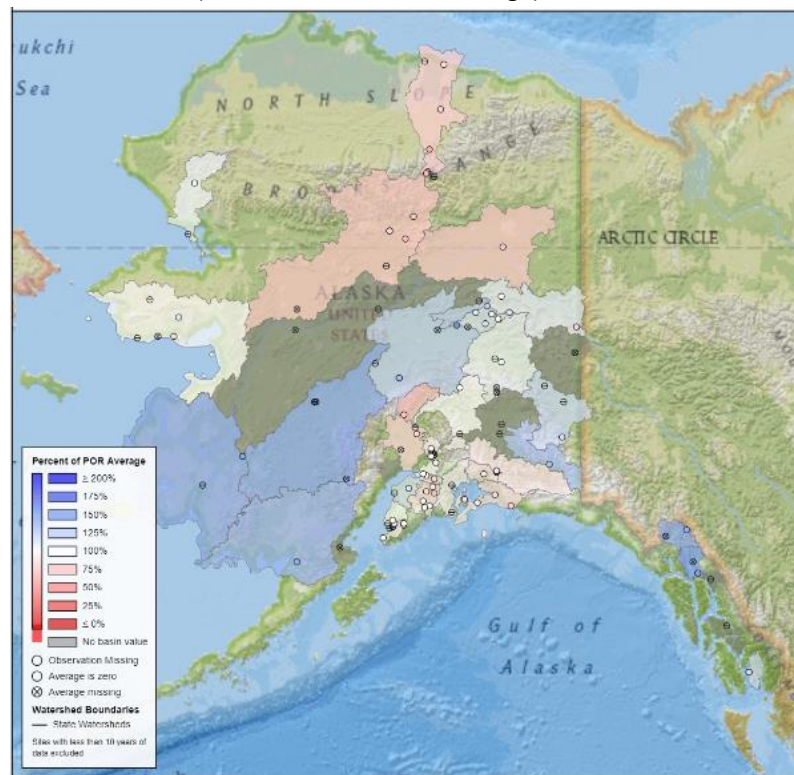 ukchi
Sea
NORTH SLOPE
BROOKS RANGE
ARCTIC CIRCLE
ALASKA
UNITED
STATES
Gulf of
Alaska
Percent of POR Average
≥ 200%
175%
150%
125%
100%
75%
50%
25%
≤ 0%
No basin value
Observation Missing
Average is zero
Average missing
Watershed Boundaries
State Watersheds
Sites with less than 10 years of
data excluded